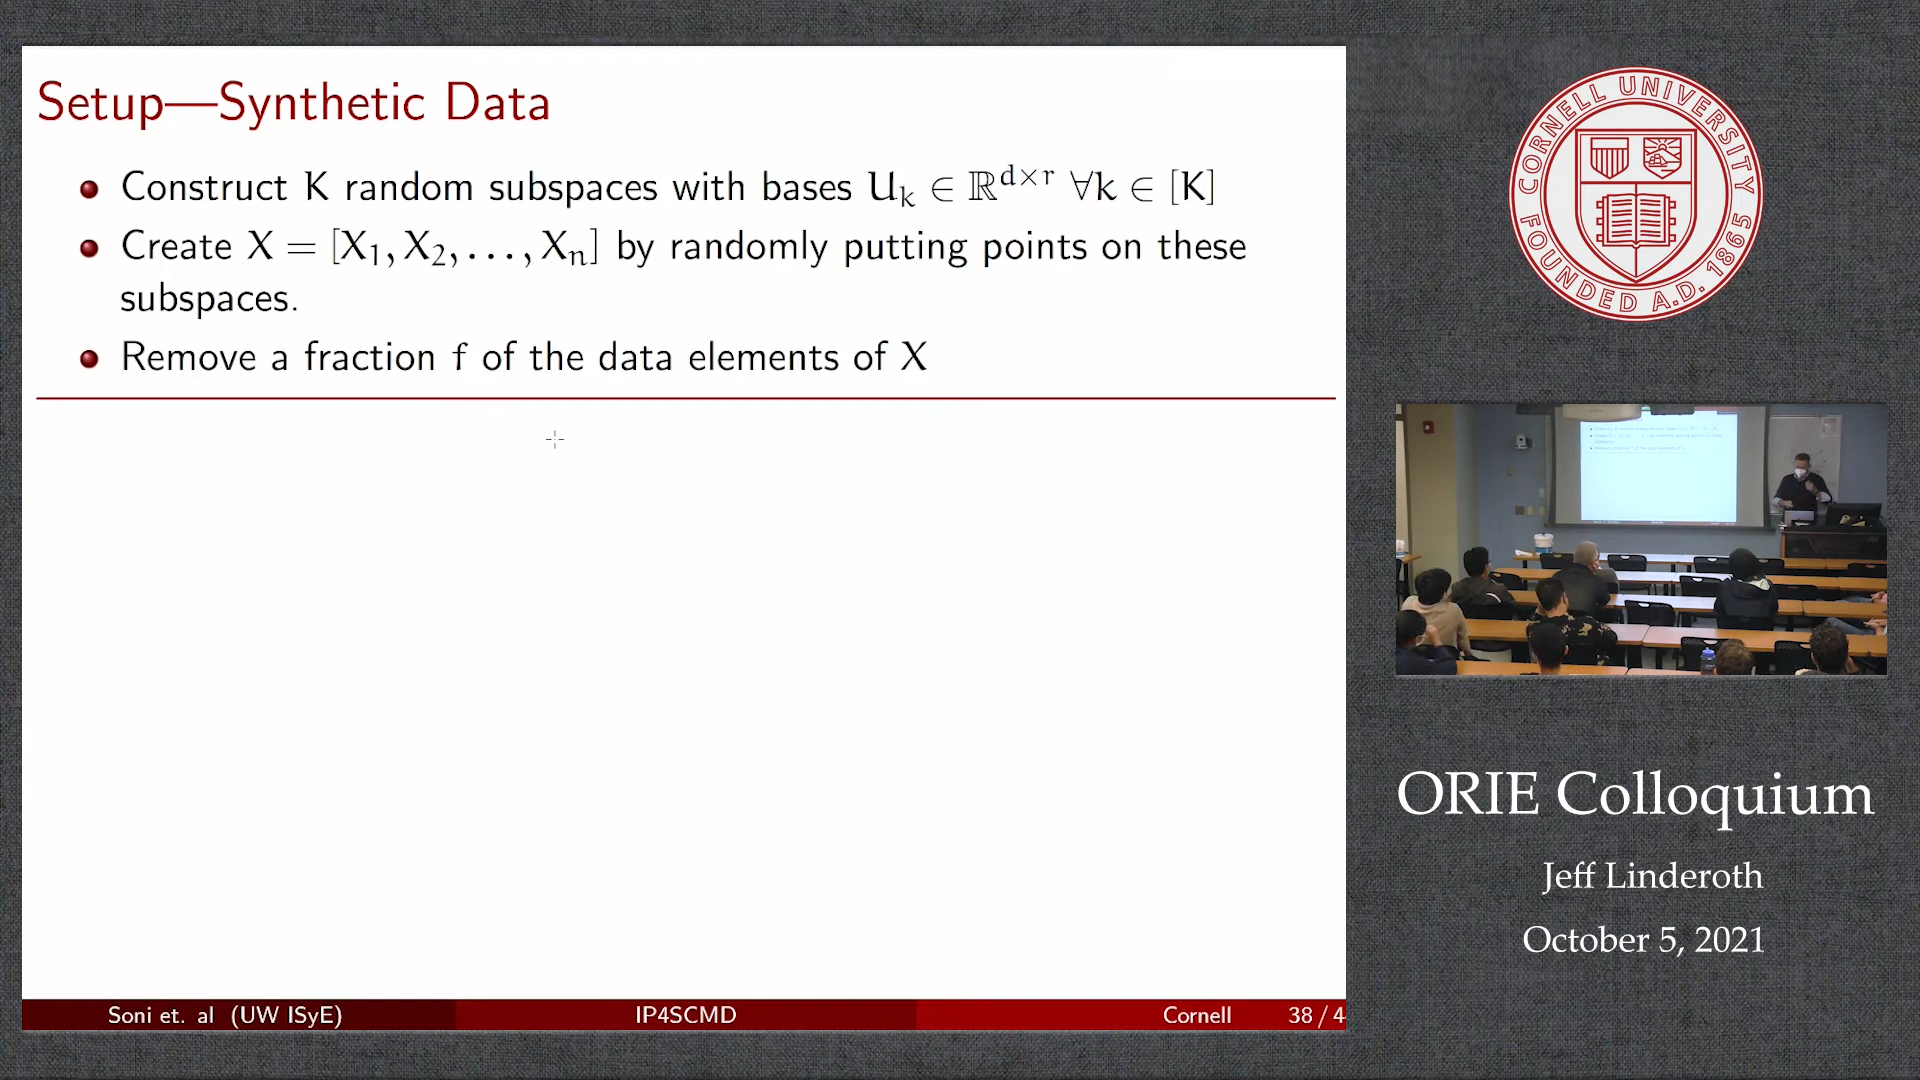 Setup—Synthetic Data
Construct K random subspaces with bases U_k ∈ ℝ^{d×r} ∀k ∈ [K]
Create X = [X_1, X_2, . . . , X_n] by randomly putting points on these
subspaces.
Remove a fraction f of the data elements of X
Soni et. al (UW ISyE)
IP4SCMD
Cornell
38 / 4
CORNELL UNIVERSITY
FOUNDED A.D. 1865
ORIE Colloquium
Jeff Linderoth
October 5, 2021